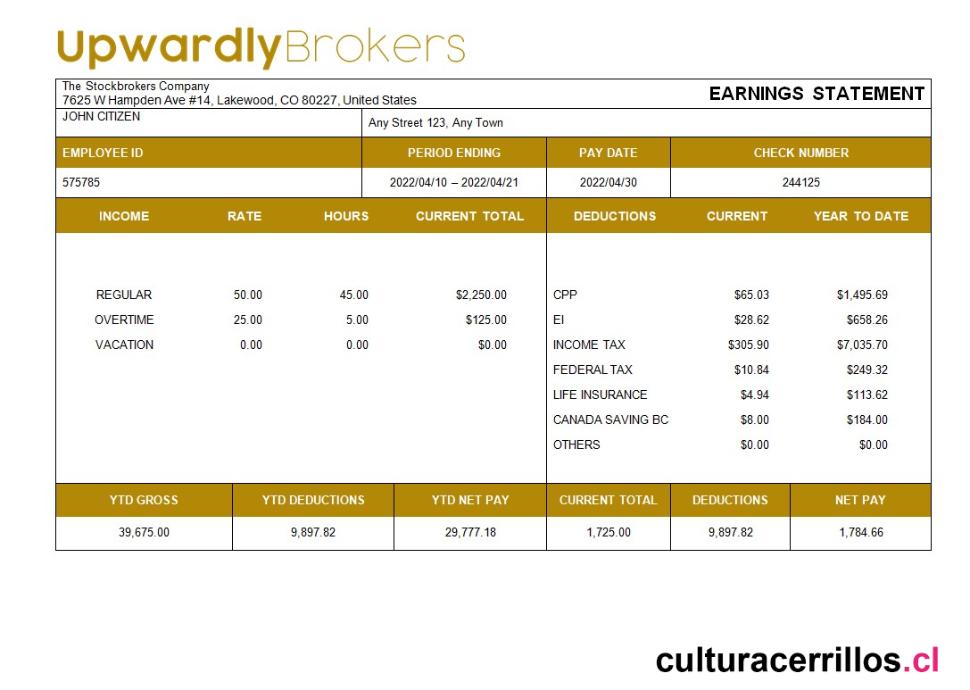 UpwardlyBrokers
The Stockbrokers Company
7625 W Hampden Ave #14, Lakewood, CO 80227, United States
EARNINGS STATEMENT
JOHN CITIZEN
Any Street 123, Any Town
EMPLOYEE ID PERIOD ENDING PAY DATE CHECK NUMBER
575785 2022/04/10 – 2022/04/21 2022/04/30 244125
INCOME RATE HOURS CURRENT TOTAL DEDUCTIONS CURRENT YEAR TO DATE
REGULAR 50.00 45.00 $2,250.00 CPP $65.03 $1,495.69
OVERTIME 25.00 5.00 $125.00 EI $28.62 $658.26
VACATION 0.00 0.00 $0.00 INCOME TAX $305.90 $7,035.70
FEDERAL TAX $10.84 $249.32
LIFE INSURANCE $4.94 $113.62
CANADA SAVING BC $8.00 $184.00
OTHERS $0.00 $0.00
YTD GROSS YTD DEDUCTIONS YTD NET PAY CURRENT TOTAL DEDUCTIONS NET PAY
39,675.00 9,897.82 29,777.18 1,725.00 9,897.82 1,784.66
culturacerrillos.cl